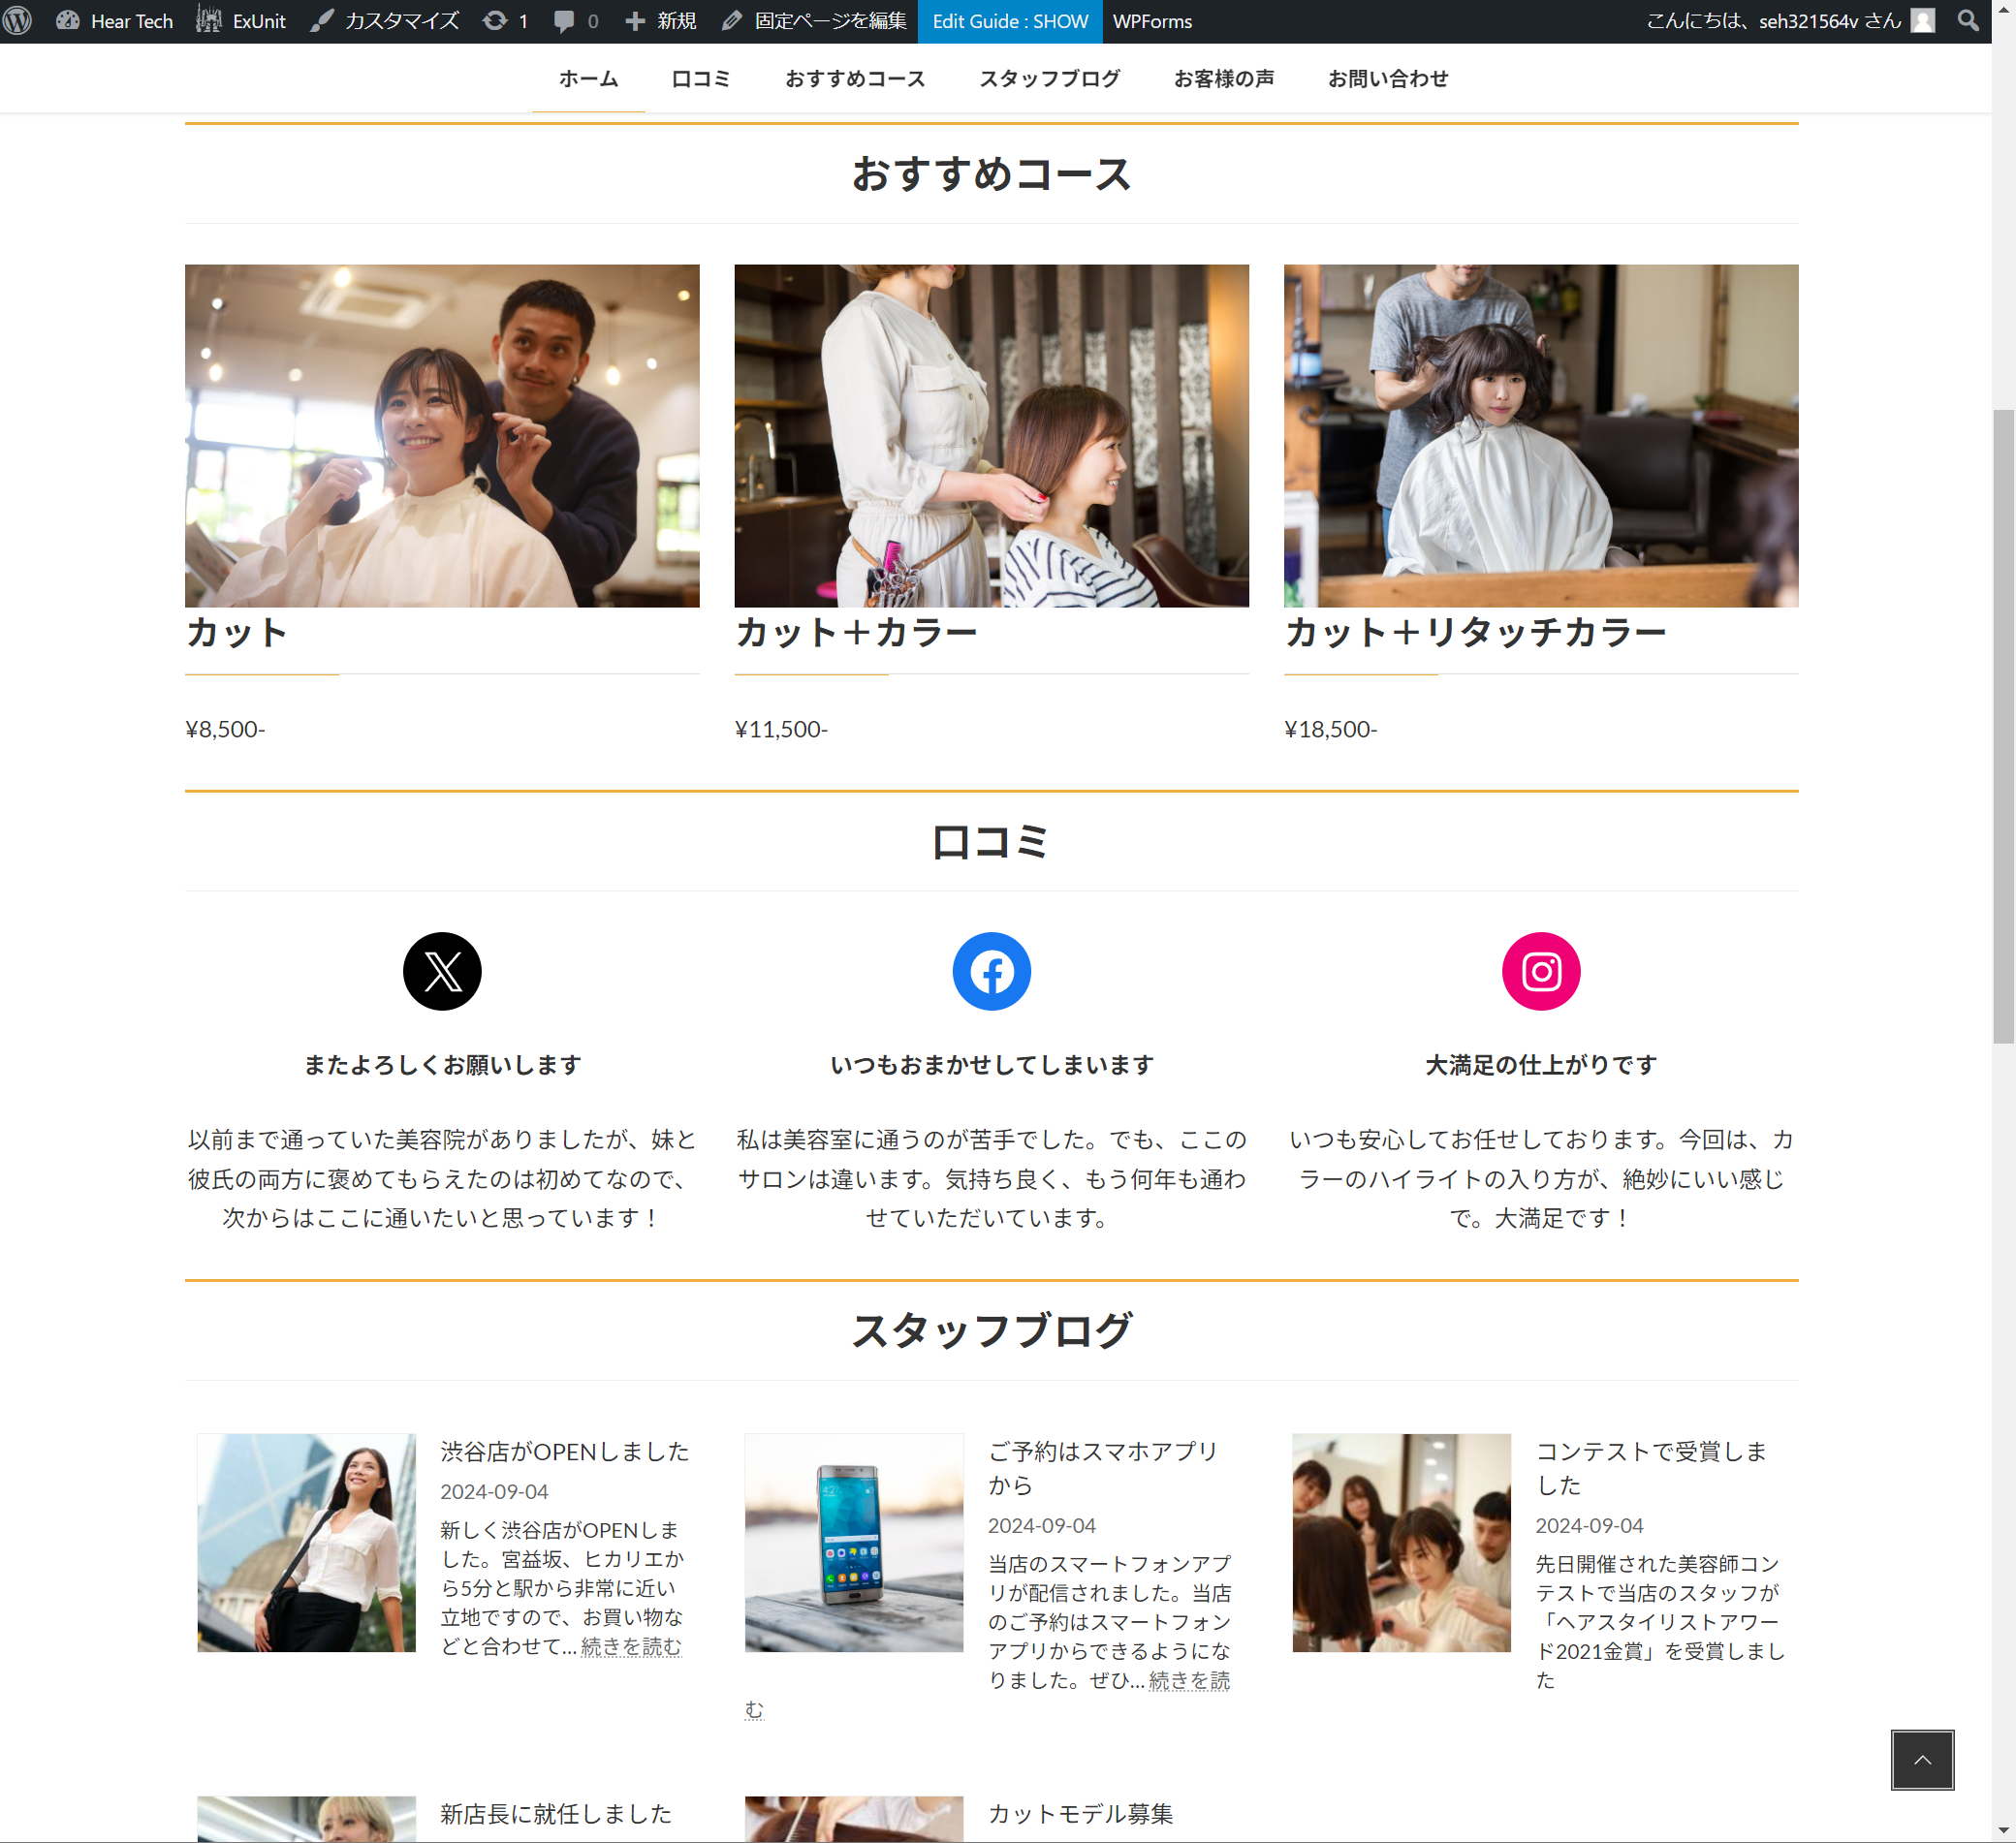 Hear Tech ExUnit カスタマイズ 1 0 新規 固定ページを編集 Edit Guide : SHOW WPForms こんにちは、seh321564v さん
ホーム 口コミ おすすめコース スタッフブログ お客様の声 お問い合わせ
おすすめコース
カット
¥8,500-
カット＋カラー
¥11,500-
カット＋リタッチカラー
¥18,500-
口コミ
またよろしくお願いします
以前まで通っていた美容院がありましたが、妹と
彼氏の両方に褒めてもらえたのは初めてなので、
次からはここに通いたいと思っています！
いつもおまかせしてしまいます
私は美容室に通うのが苦手でした。でも、ここの
サロンは違います。気持ち良く、もう何年も通わ
せていただいています。
大満足の仕上がりです
いつも安心してお任せしております。今回は、カ
ラーのハイライトの入り方が、絶妙にいい感じ
で。大満足です！
スタッフブログ
渋谷店がOPENしました
2024-09-04
新しく渋谷店がOPENしま
した。宮益坂、ヒカリエか
ら5分と駅から非常に近い
立地ですので、お買い物な
どと合わせて... 続きを読む
ご予約はスマホアプリ
から
2024-09-04
当店のスマートフォンアプ
リが配信されました。当店
のご予約はスマートフォン
アプリからできるようにな
りました。ぜひ... 続きを読
む
コンテストで受賞しま
した
2024-09-04
先日開催された美容師コン
テストで当店のスタッフが
「ヘアスタイリストアワー
ド2021金賞」を受賞しまし
た
新店長に就任しました
カットモデル募集